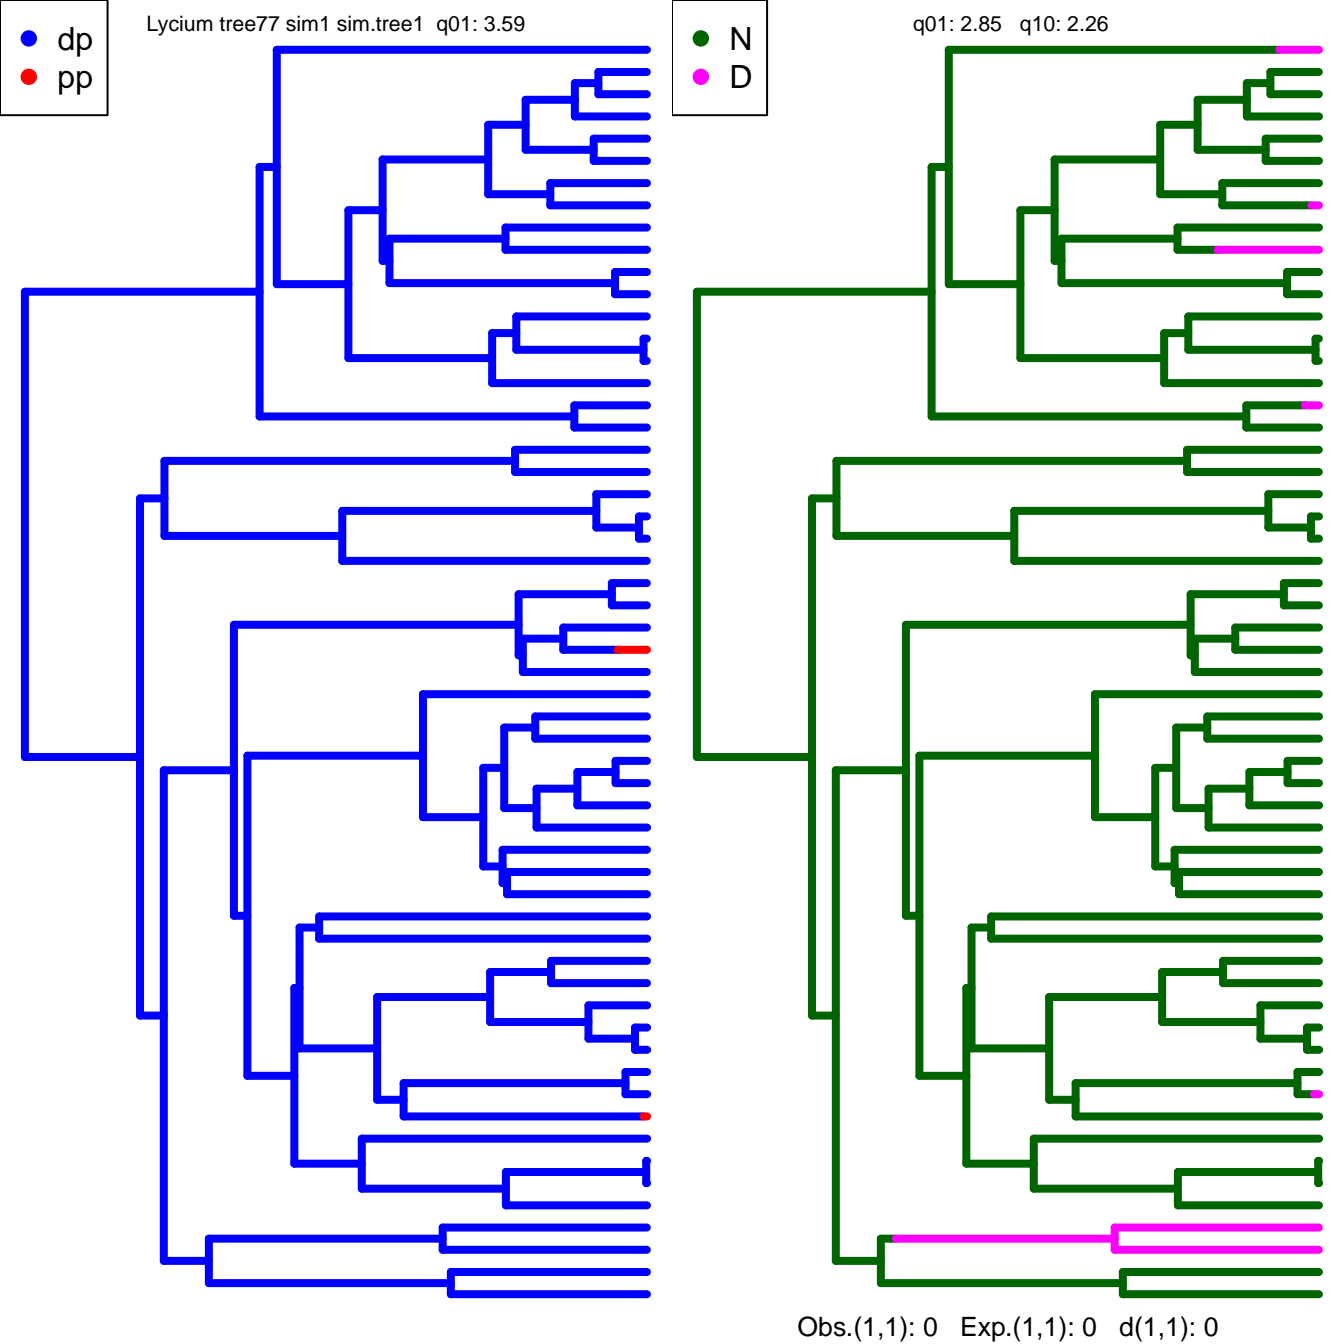 dp
pp
Lycium tree77 sim1 sim.tree1 q01: 3.59
N
D
q01: 2.85 q10: 2.26
Obs.(1,1): 0 Exp.(1,1): 0 d(1,1): 0